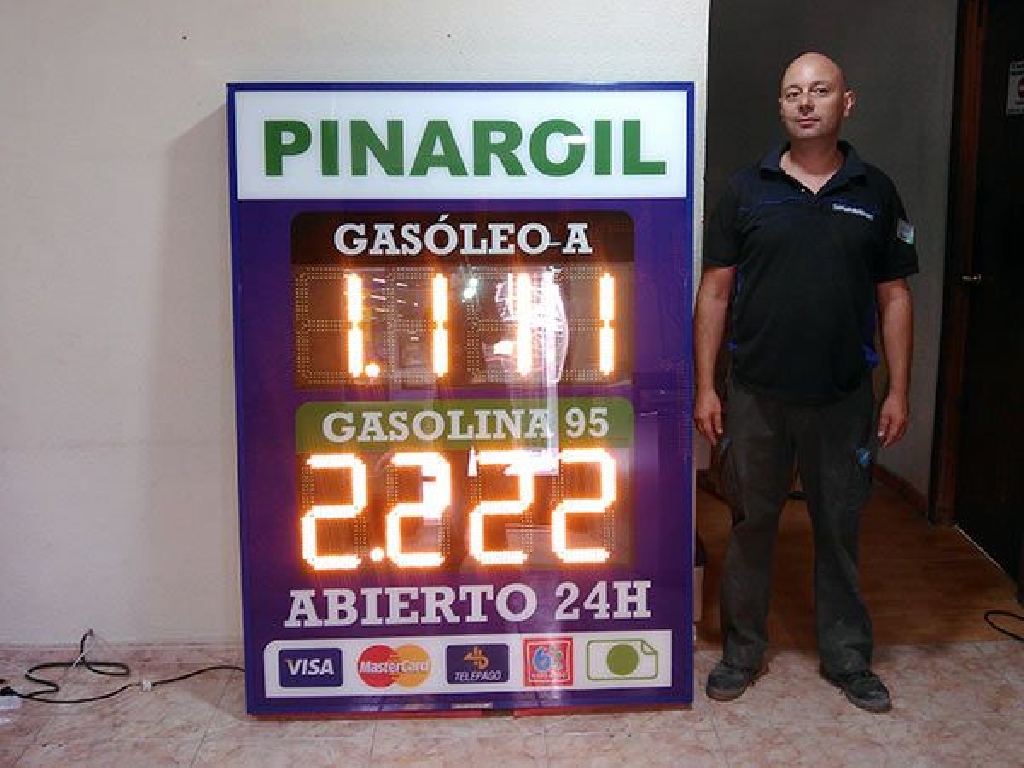 PINARGIL
GASÓLEO-A
1.111
GASOLINA 95
2.222
ABIERTO 24H
VISA
MasterCard
TELEPAGO